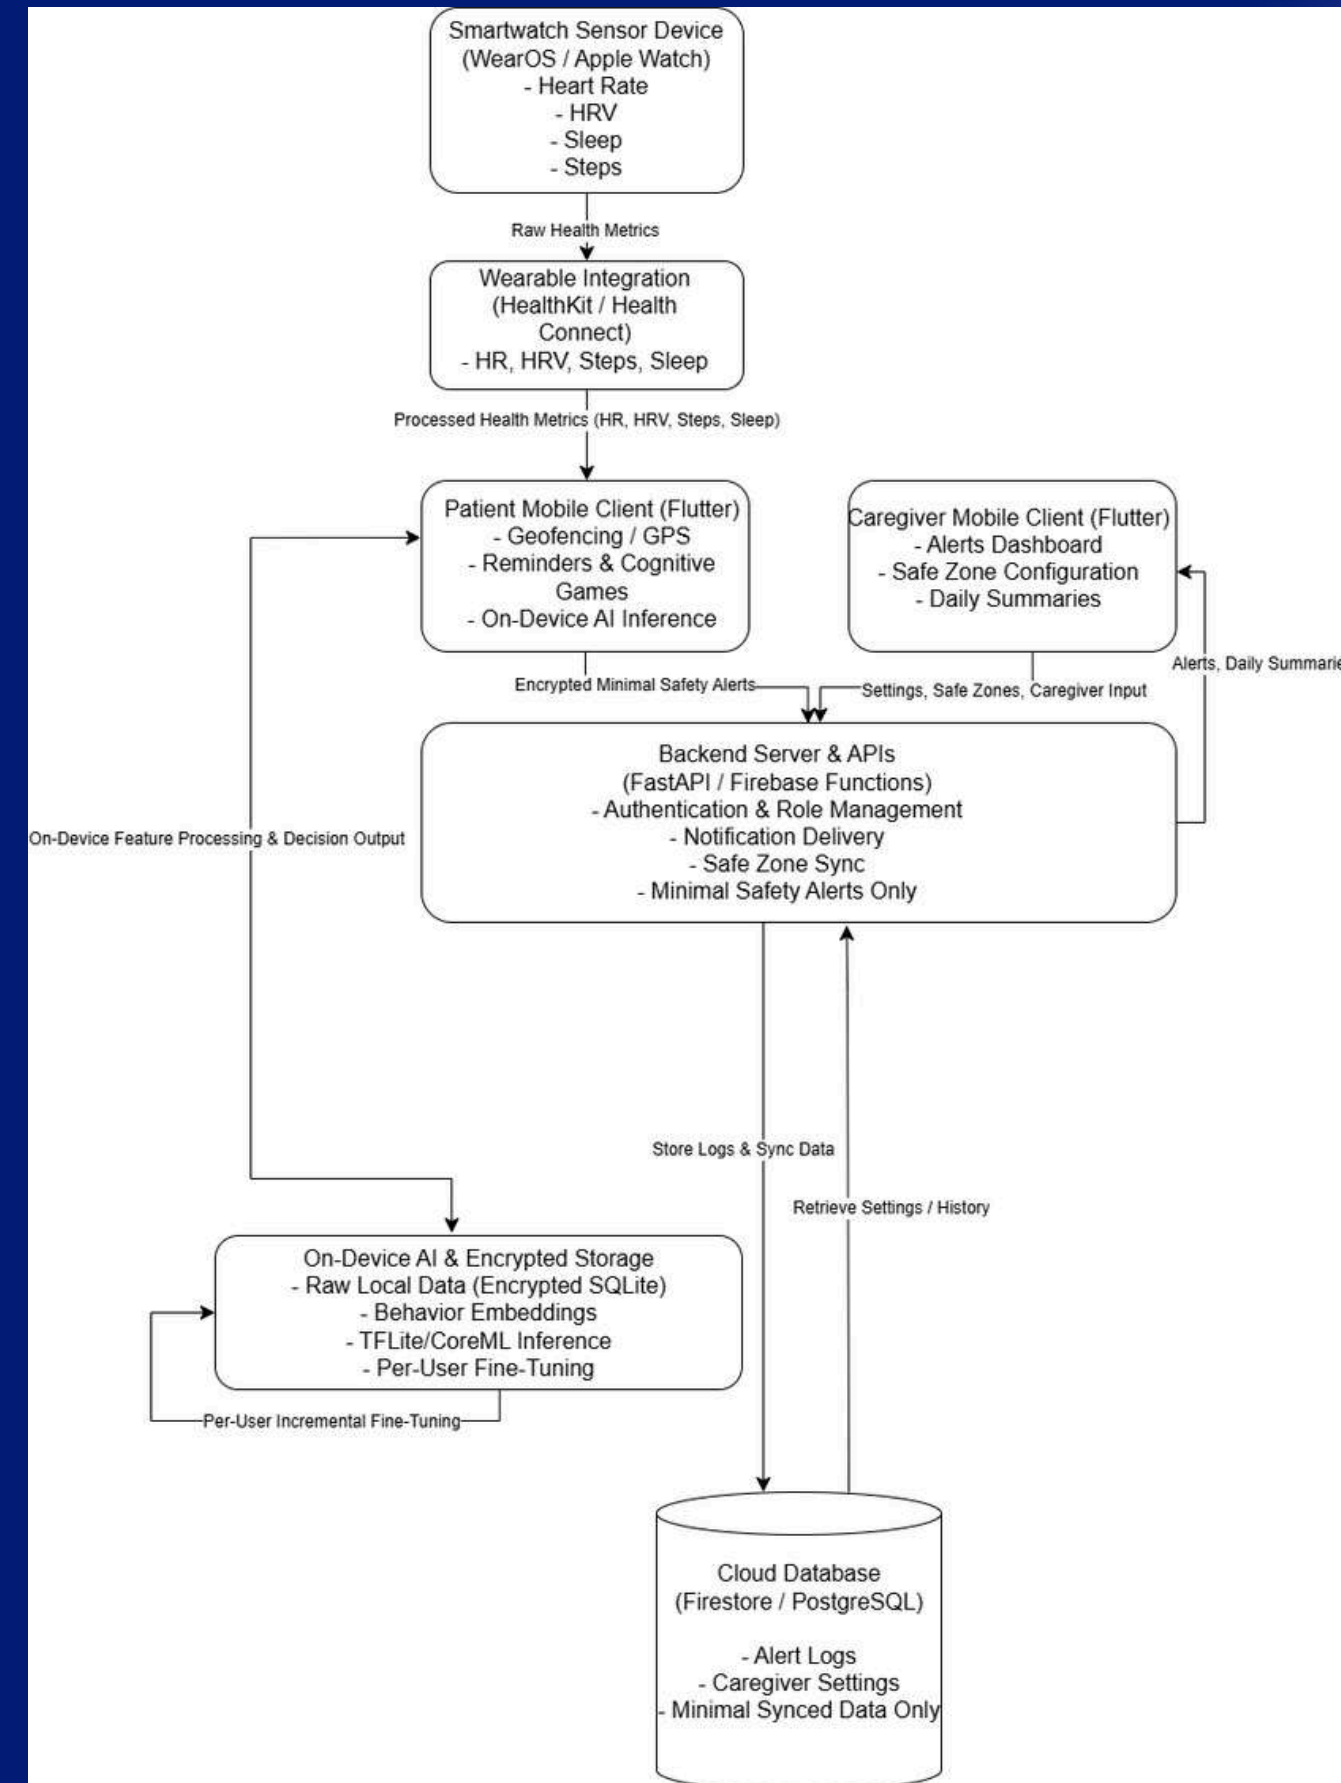 Smartwatch Sensor Device
(WearOS / Apple Watch)
- Heart Rate
- HRV
- Sleep
- Steps
Raw Health Metrics
Wearable Integration
(HealthKit / Health
Connect)
- HR, HRV, Steps, Sleep
Processed Health Metrics (HR, HRV, Steps, Sleep)
Patient Mobile Client (Flutter)
- Geofencing / GPS
- Reminders & Cognitive
Games
- On-Device AI Inference
Caregiver Mobile Client (Flutter)
- Alerts Dashboard
- Safe Zone Configuration
- Daily Summaries
Alerts, Daily Summarie
Encrypted Minimal Safety Alerts
Settings, Safe Zones, Caregiver Input
Backend Server & APIs
(FastAPI / Firebase Functions)
- Authentication & Role Management
- Notification Delivery
- Safe Zone Sync
- Minimal Safety Alerts Only
On-Device Feature Processing & Decision Output
Store Logs & Sync Data
Retrieve Settings / History
On-Device AI & Encrypted Storage
- Raw Local Data (Encrypted SQLite)
- Behavior Embeddings
- TFLite/CoreML Inference
- Per-User Fine-Tuning
Per-User Incremental Fine-Tuning
Cloud Database
(Firestore / PostgreSQL)
- Alert Logs
- Caregiver Settings
- Minimal Synced Data Only